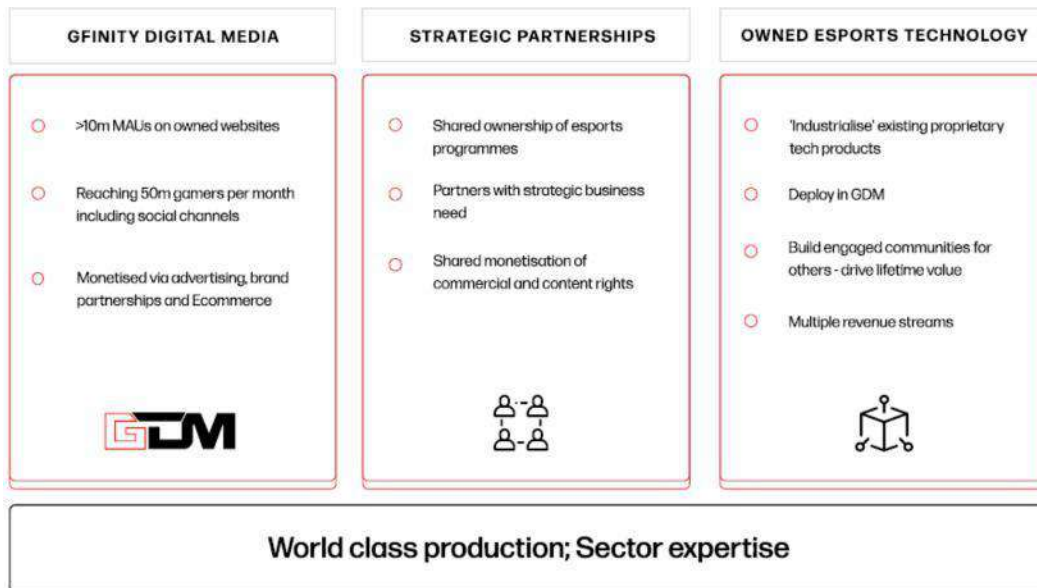 GFINITY DIGITAL MEDIA
>10m MAUs on owned websites
Reaching 50m gamers per month
including social channels
Monetised via advertising, brand
partnerships and Ecommerce
GDM
STRATEGIC PARTNERSHIPS
Shared ownership of esports
programmes
Partners with strategic business
need
Shared monetisation of
commercial and content rights
OWNED ESPORTS TECHNOLOGY
'Industrialise' existing proprietary
tech products
Deploy in GDM
Build engaged communities for
others - drive lifetime value
Multiple revenue streams
World class production; Sector expertise